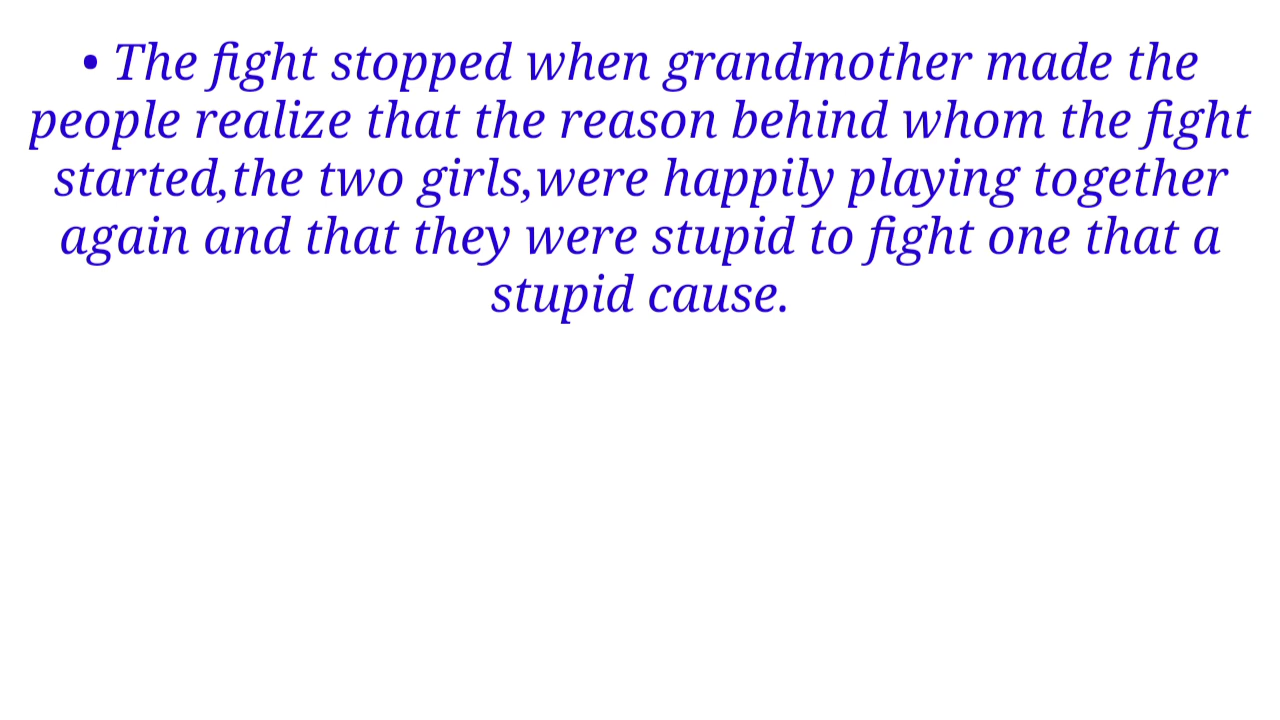 • The fight stopped when grandmother made the
people realize that the reason behind whom the fight
started,the two girls,were happily playing together
again and that they were stupid to fight one that a
stupid cause.